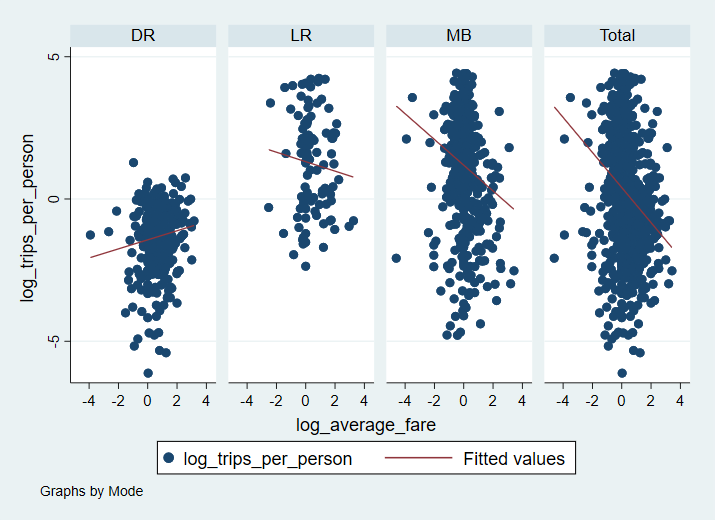 DR LR MB Total
log_trips_per_person
5
0
-5
-4 -2 0 2 4 -4 -2 0 2 4 -4 -2 0 2 4 -4 -2 0 2 4
log_average_fare
log_trips_per_person Fitted values
Graphs by Mode